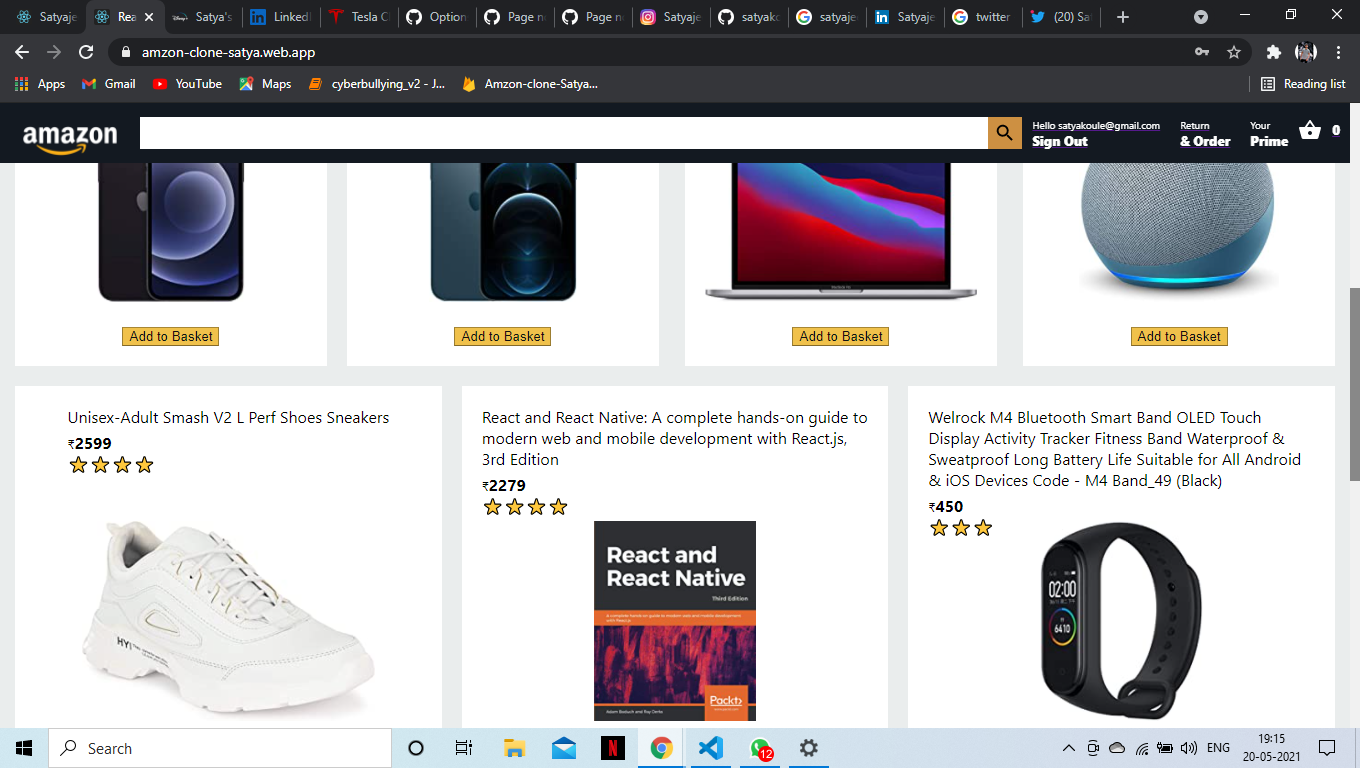 Satyaje
Rea
Satya's
LinkedI
Tesla C
Option
Page n
Page n
Satyaje
satyako
satyaje
Satyaje
twitter
(20) Sa
amzon-clone-satya.web.app
Apps
Gmail
YouTube
Maps
cyberbullying_v2 - J...
Amzon-clone-Satya...
Reading list
amazon
Hello satyakoule@gmail.com
Sign Out
Return
& Order
Your
Prime
0
Add to Basket
Add to Basket
Add to Basket
Add to Basket
Unisex-Adult Smash V2 L Perf Shoes Sneakers
₹2599
HY!
React and React Native: A complete hands-on guide to
modern web and mobile development with React.js,
3rd Edition
₹2279
React and
React Native
Third Edition
A complete hands-on guide to modern web and mobile development
with React.js
Packt>
www.packt.com
Adam Boduch and Roy Derks
Welrock M4 Bluetooth Smart Band OLED Touch
Display Activity Tracker Fitness Band Waterproof &
Sweatproof Long Battery Life Suitable for All Android
& iOS Devices Code - M4 Band_49 (Black)
₹450
02:00
6410
Search
N
12
ENG
19:15
20-05-2021